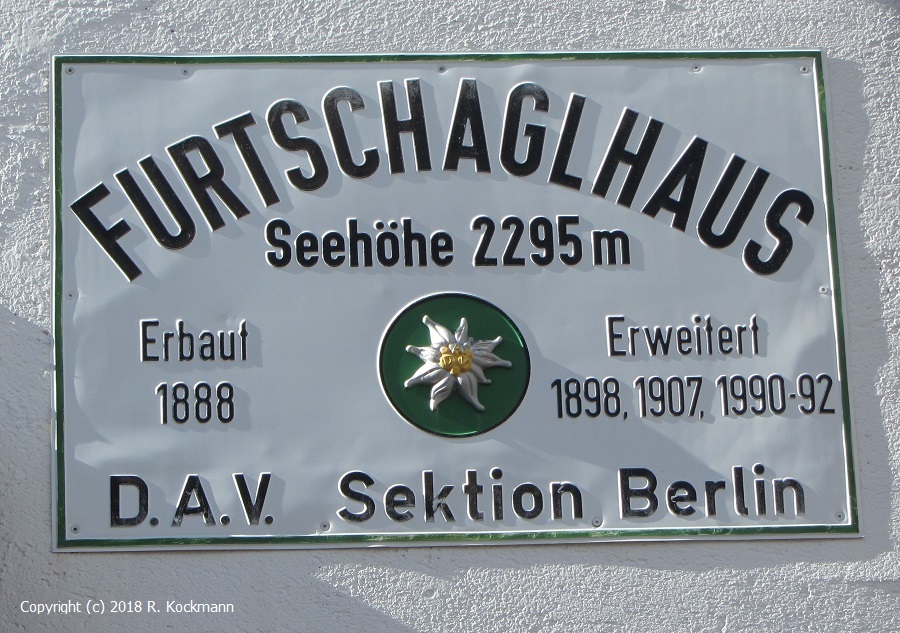 FURTSCHAGLHAUS
Seehöhe 2295 m
Erbaut
1888
Erweitert
1898, 1907, 1990-92
D.A.V. Sektion Berlin
Copyright (c) 2018 R. Kockmann